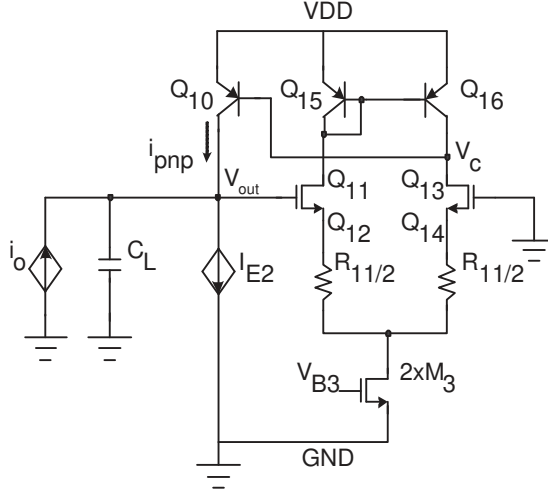 VDD
Q10 Q15 Q16
ipnp Vc
Vout Q11 Q13
Q12 Q14
io CL IE2 R11/2 R11/2
VB3 2xM3
GND